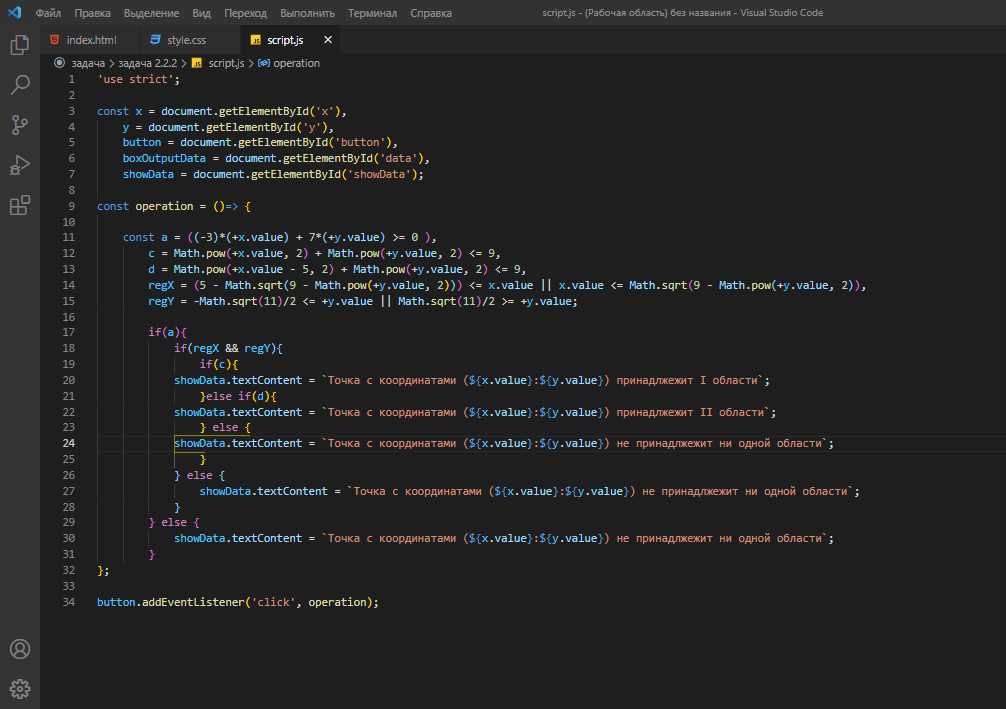 Файл Правка Выделение Вид Переход Выполнить Терминал Справка script.js - (Рабочая область) без названия - Visual Studio Code
index.html style.css JS script.js ×
задача > задача 2.2.2 > JS script.js > operation
1 'use strict';
2
3 const x = document.getElementById('x'),
4 y = document.getElementById('y'),
5 button = document.getElementById('button'),
6 boxOutputData = document.getElementById('data'),
7 showData = document.getElementById('showData');
8
9 const operation = ()=> {
10
11 const a = ((-3)*(+x.value) + 7*(+y.value) >= 0 ),
12 c = Math.pow(+x.value, 2) + Math.pow(+y.value, 2) <= 9,
13 d = Math.pow(+x.value - 5, 2) + Math.pow(+y.value, 2) <= 9,
14 regX = (5 - Math.sqrt(9 - Math.pow(+y.value, 2))) <= x.value || x.value <= Math.sqrt(9 - Math.pow(+y.value, 2)),
15 regY = -Math.sqrt(11)/2 <= +y.value || Math.sqrt(11)/2 >= +y.value;
16
17 if(a){
18 if(regX && regY){
19 if(c){
20 showData.textContent = `Точка с координатами (${x.value}:${y.value}) принадлжежит I области`;
21 }else if(d){
22 showData.textContent = `Точка с координатами (${x.value}:${y.value}) принадлжежит II области`;
23 } else {
24 showData.textContent = `Точка с координатами (${x.value}:${y.value}) не принадлжежит ни одной области`;
25 }
26 } else {
27 showData.textContent = `Точка с координатами (${x.value}:${y.value}) не принадлжежит ни одной области`;
28 }
29 } else {
30 showData.textContent = `Точка с координатами (${x.value}:${y.value}) не принадлжежит ни одной области`;
31 }
32 };
33
34 button.addEventListener('click', operation);